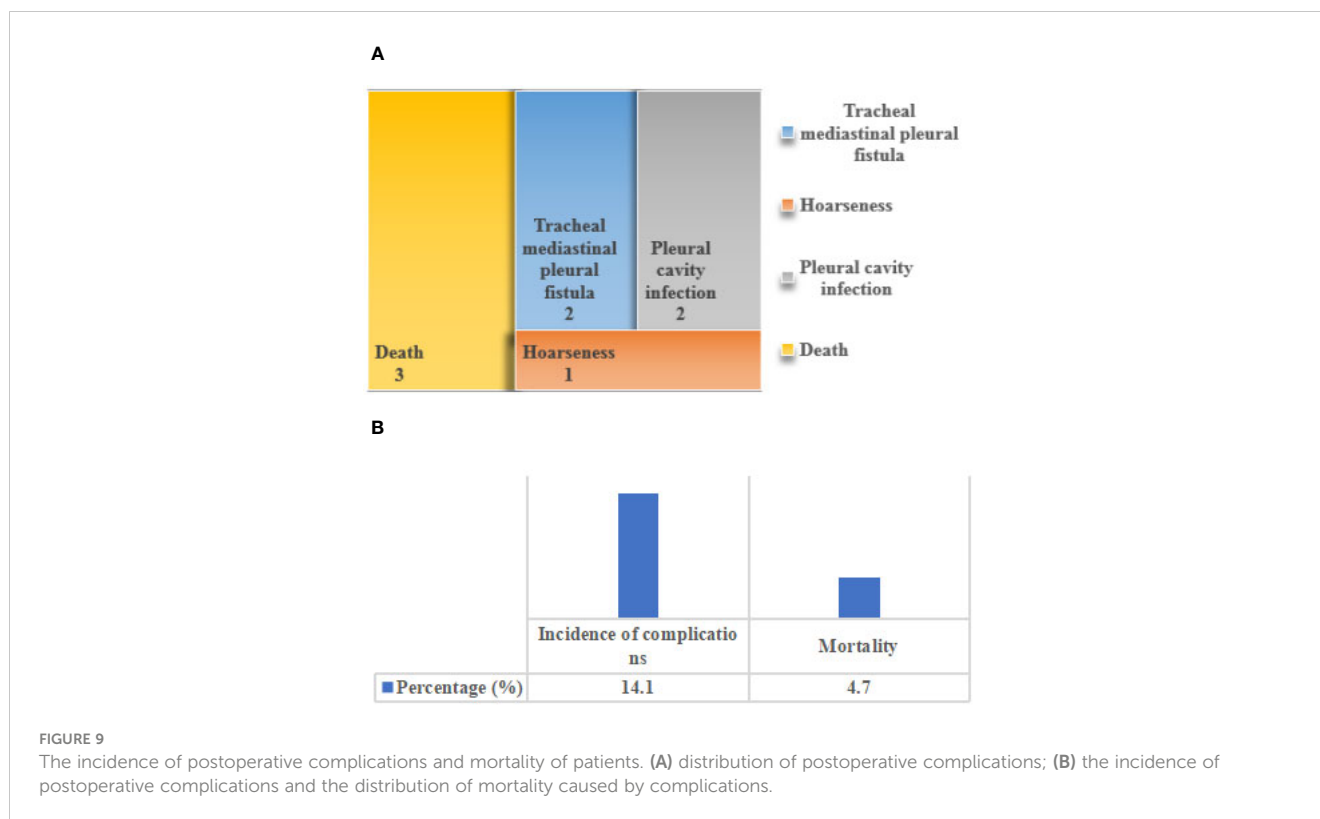 A
Tracheal
mediastinal
pleural
fistula
2
Pleural
cavity
infection
2
Death
3
Hoarseness
1
Tracheal
mediastinal pleural
fistula
Hoarseness
Pleural cavity
infection
Death
B
Incidence of complicatio
ns
Mortality
Percentage (%)
14.1
4.7
FIGURE 9
The incidence of postoperative complications and mortality of patients. (A) distribution of postoperative complications; (B) the incidence of
postoperative complications and the distribution of mortality caused by complications.